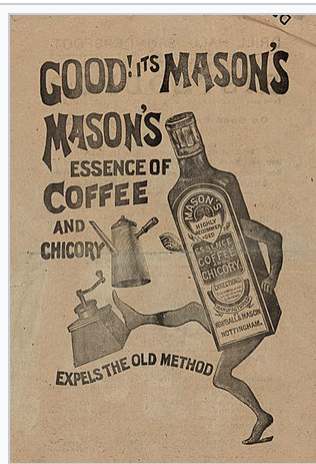 GOOD! ITS MASON'S
MASON'S
ESSENCE OF
COFFEE
AND
CHICORY
MASON'S
HIGHLY
COFFEE
CHICORY
NEWBALL & MASON
NOTTINGHAM.
EXPELS THE OLD METHOD